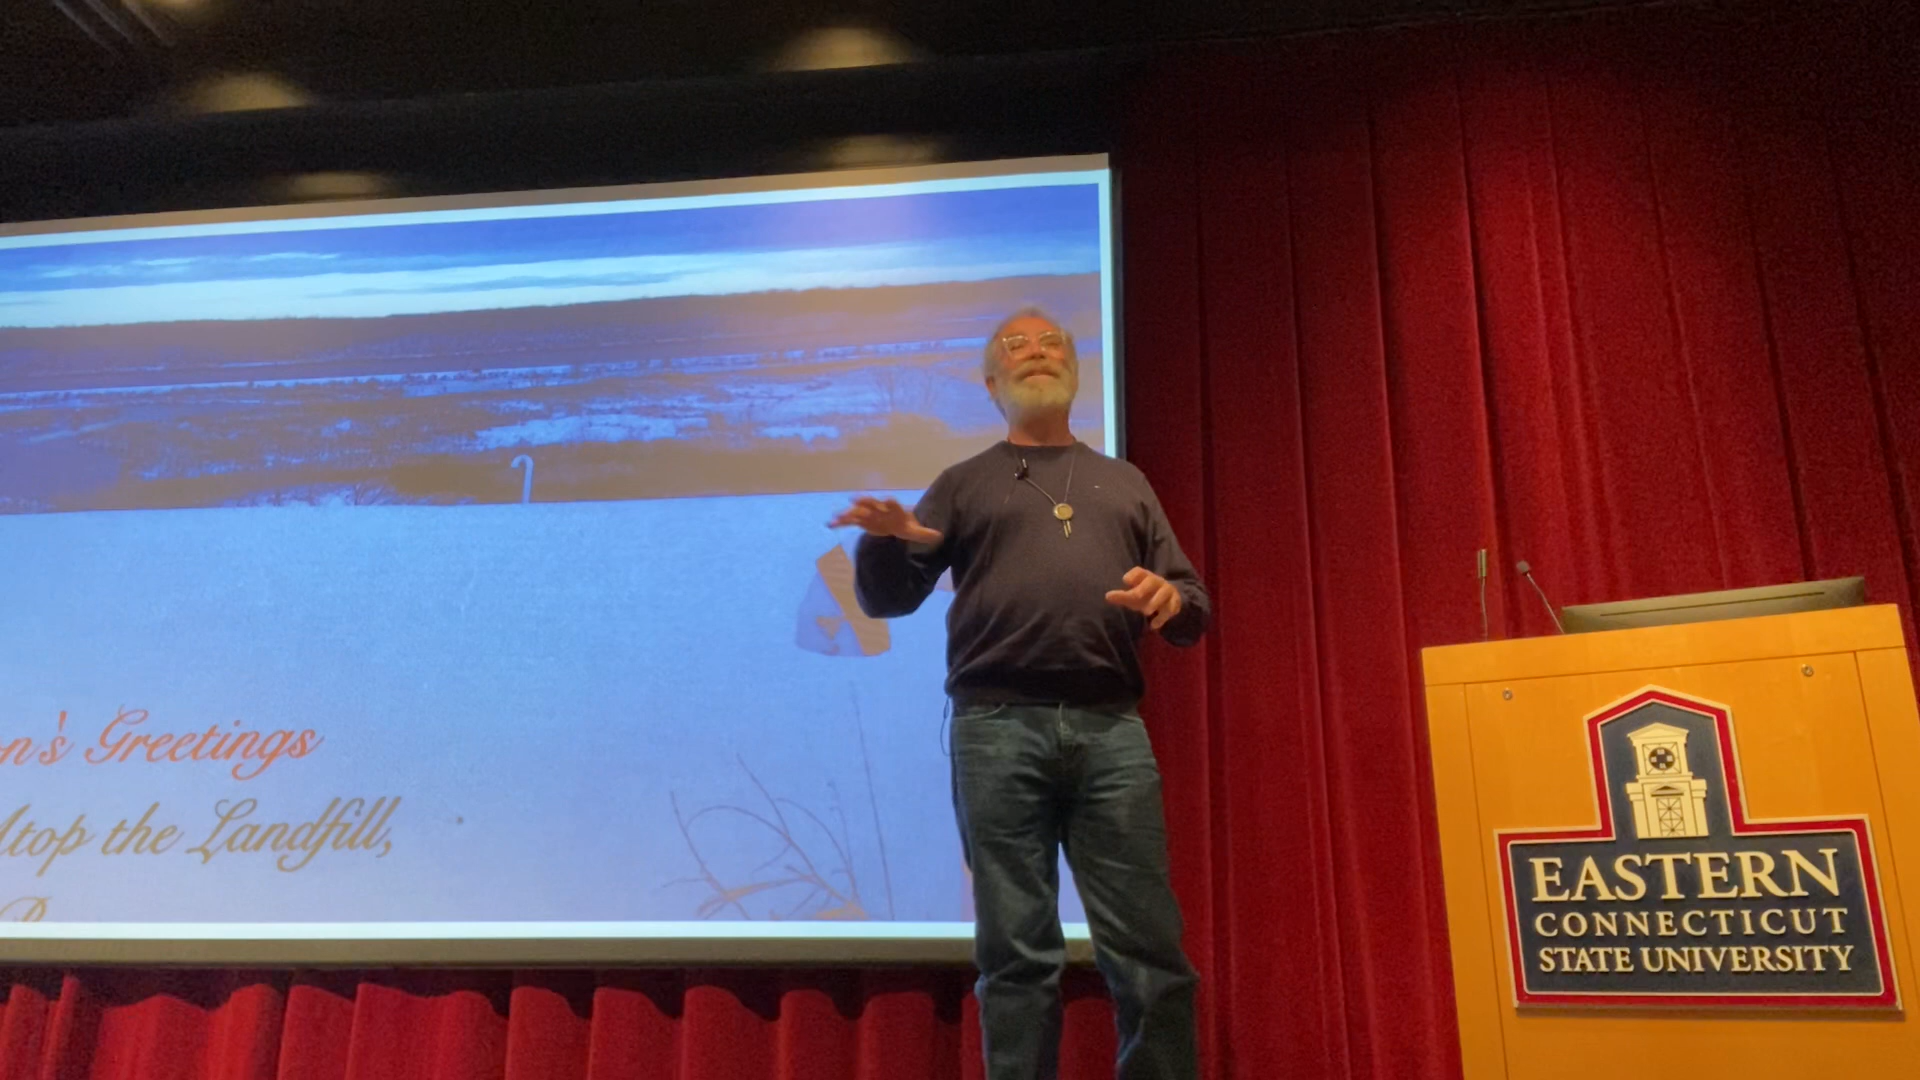 n's Greetings
Atop the Landfill,
EASTERN
CONNECTICUT
STATE UNIVERSITY